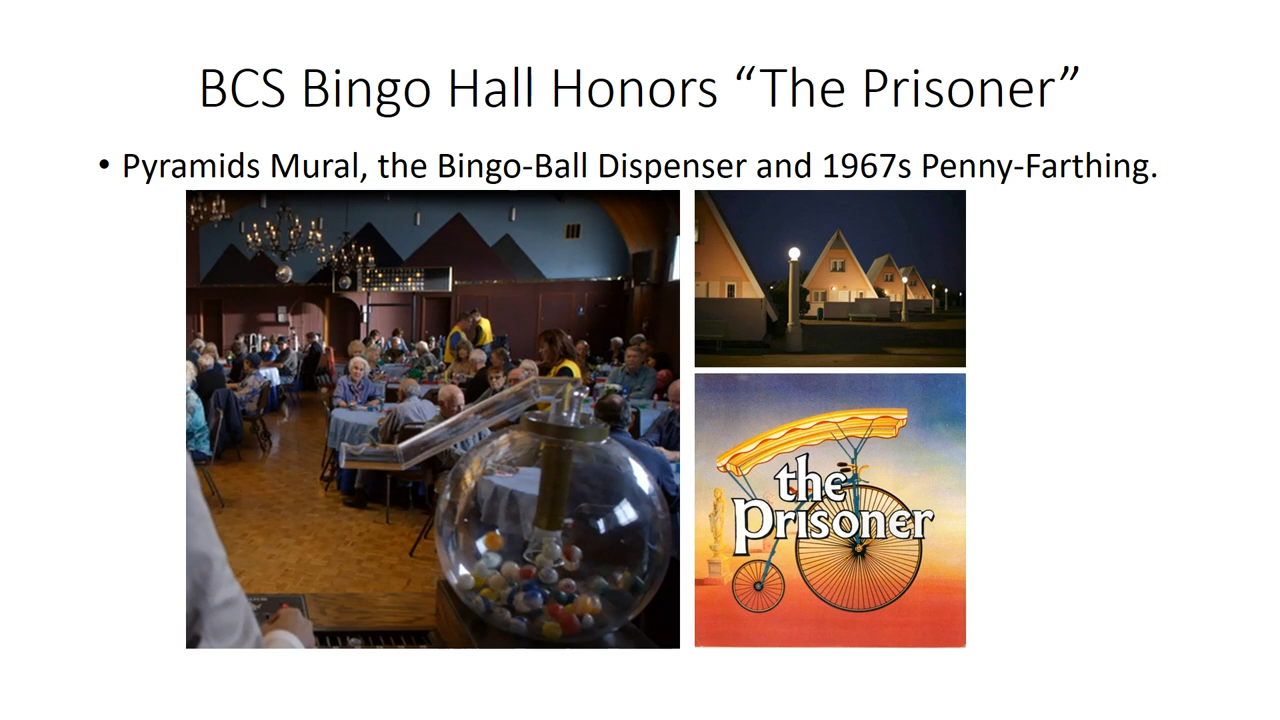 BCS Bingo Hall Honors “The Prisoner”
• Pyramids Mural, the Bingo-Ball Dispenser and 1967s Penny-Farthing.
the
Prisoner